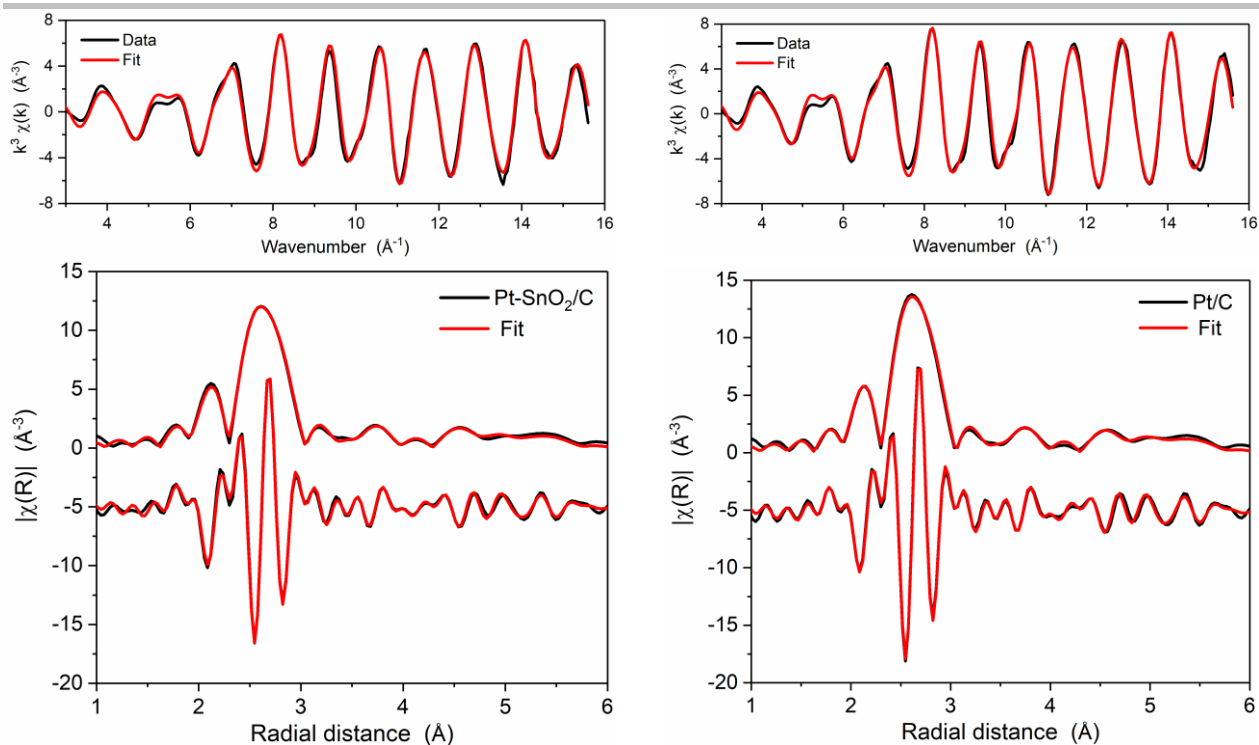 8
4
0
-4
-8
k³ χ(k) (Å⁻³)
Data
Fit
4 6 8 10 12 14 16
Wavenumber (Å⁻¹)
8
4
0
-4
-8
k³ χ(k) (Å⁻³)
Data
Fit
4 6 8 10 12 14 16
Wavenumber (Å⁻¹)
15
10
5
0
-5
-10
-15
-20
|χ(R)| (Å⁻³)
Pt-SnO₂/C
Fit
1 2 3 4 5 6
Radial distance (Å)
15
10
5
0
-5
-10
-15
-20
|χ(R)| (Å⁻³)
Pt/C
Fit
1 2 3 4 5 6
Radial distance (Å)